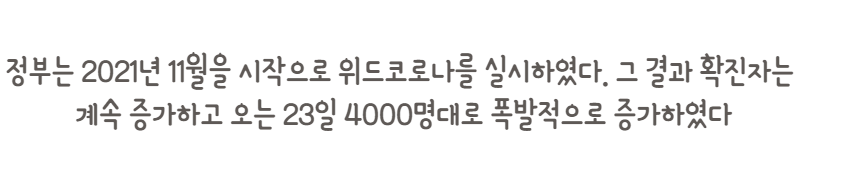 정부는 2021년 11월을 시작으로 위드코로나를 실시하였다. 그 결과 확진자는
계속 증가하고 오는 23일 4000명대로 폭발적으로 증가하였다